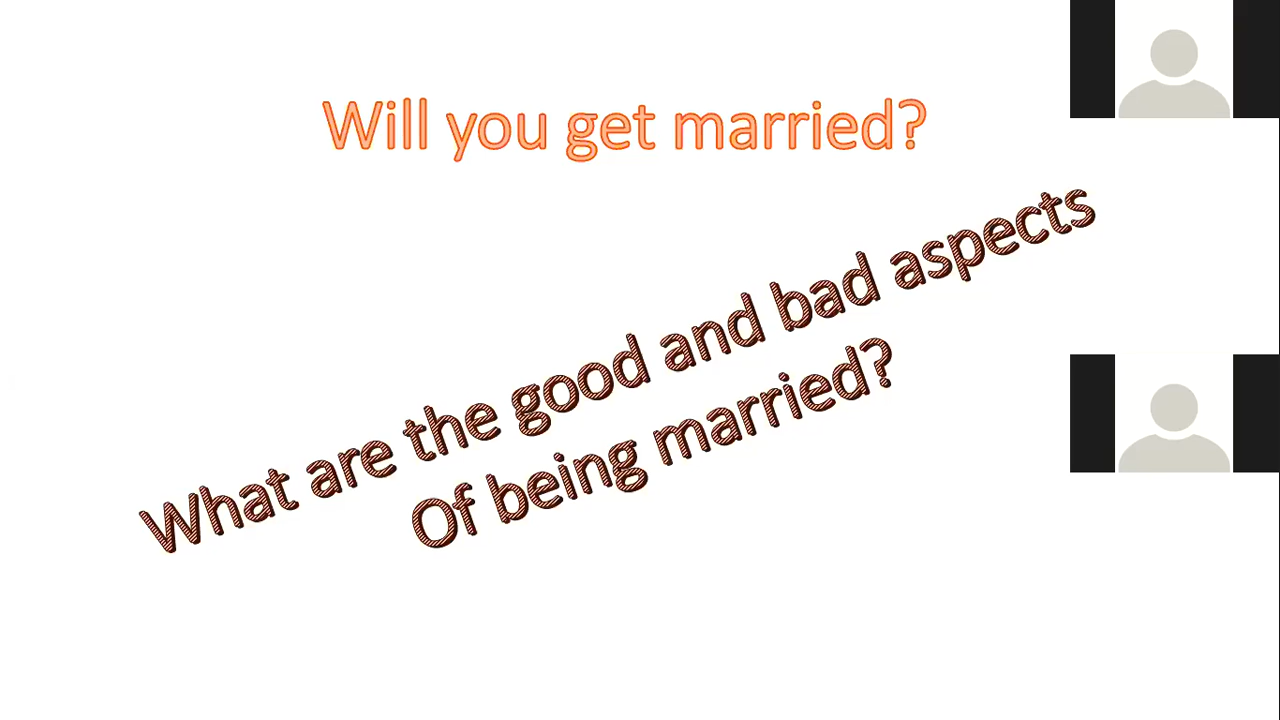 Will you get married?
What are the good and bad aspects
Of being married?